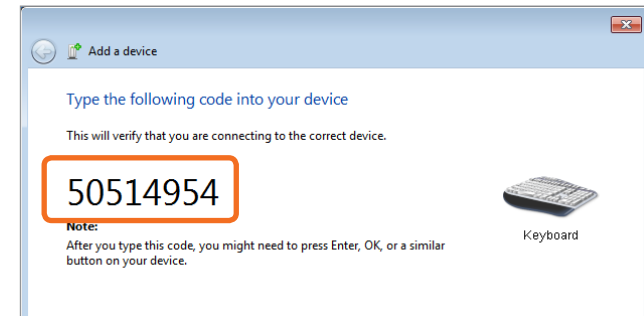 Add a device
Type the following code into your device
This will verify that you are connecting to the correct device.
50514954
Note:
After you type this code, you might need to press Enter, OK, or a similar
button on your device.
Keyboard